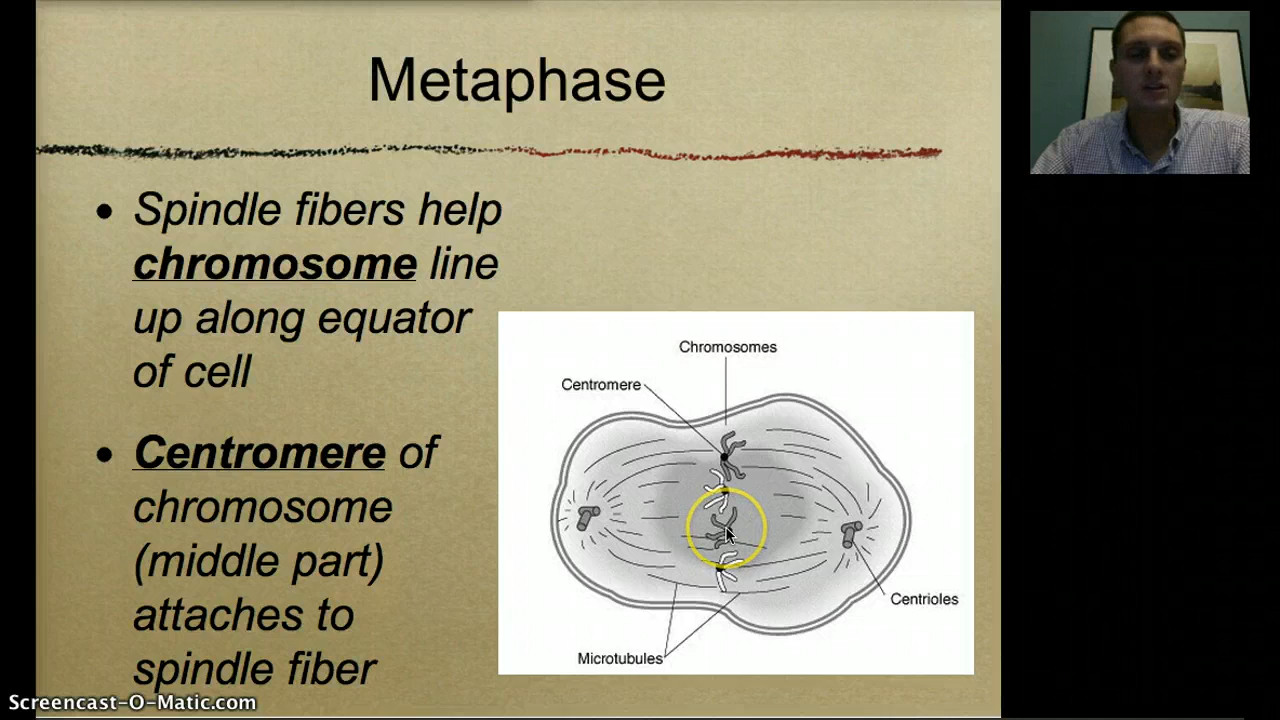 Metaphase
• Spindle fibers help
chromosome line
up along equator
of cell
• Centromere of
chromosome
(middle part)
attaches to
spindle fiber
Chromosomes
Centromere
Centrioles
Microtubules
Screencast-O-Matic.com